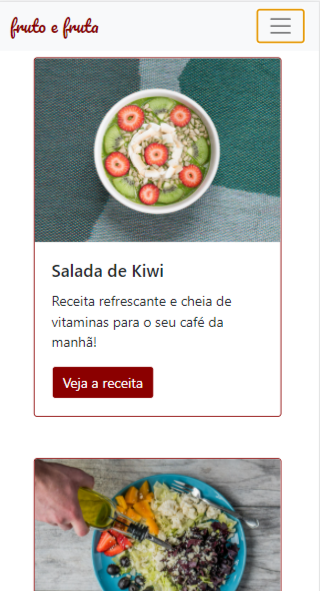 fruto e fruta
Salada de Kiwi
Receita refrescante e cheia de
vitaminas para o seu café da
manhã!
Veja a receita